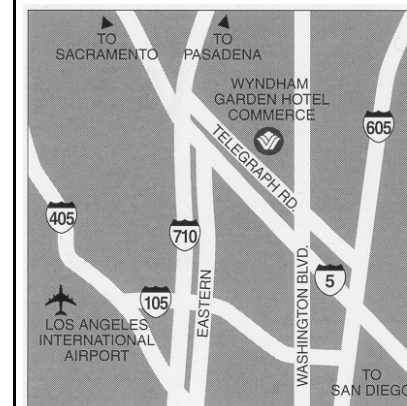 TO
SACRAMENTO
TO
PASADENA
WYNDHAM
GARDEN HOTEL
COMMERCE
605
TELEGRAPH RD.
405
710
5
105
EASTERN
WASHINGTON BLVD.
LOS ANGELES
INTERNATIONAL
AIRPORT
TO
SAN DIEGO